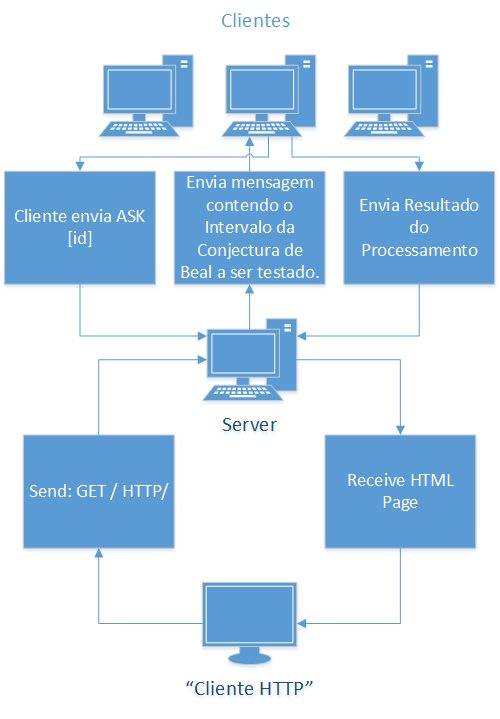 Clientes
Cliente envia ASK
[id]
Envia mensagem
contendo o
Intervalo da
Conjectura de
Beal a ser testado.
Envia Resultado
do
Processamento
Server
Send: GET / HTTP/
Receive HTML
Page
“Cliente HTTP”